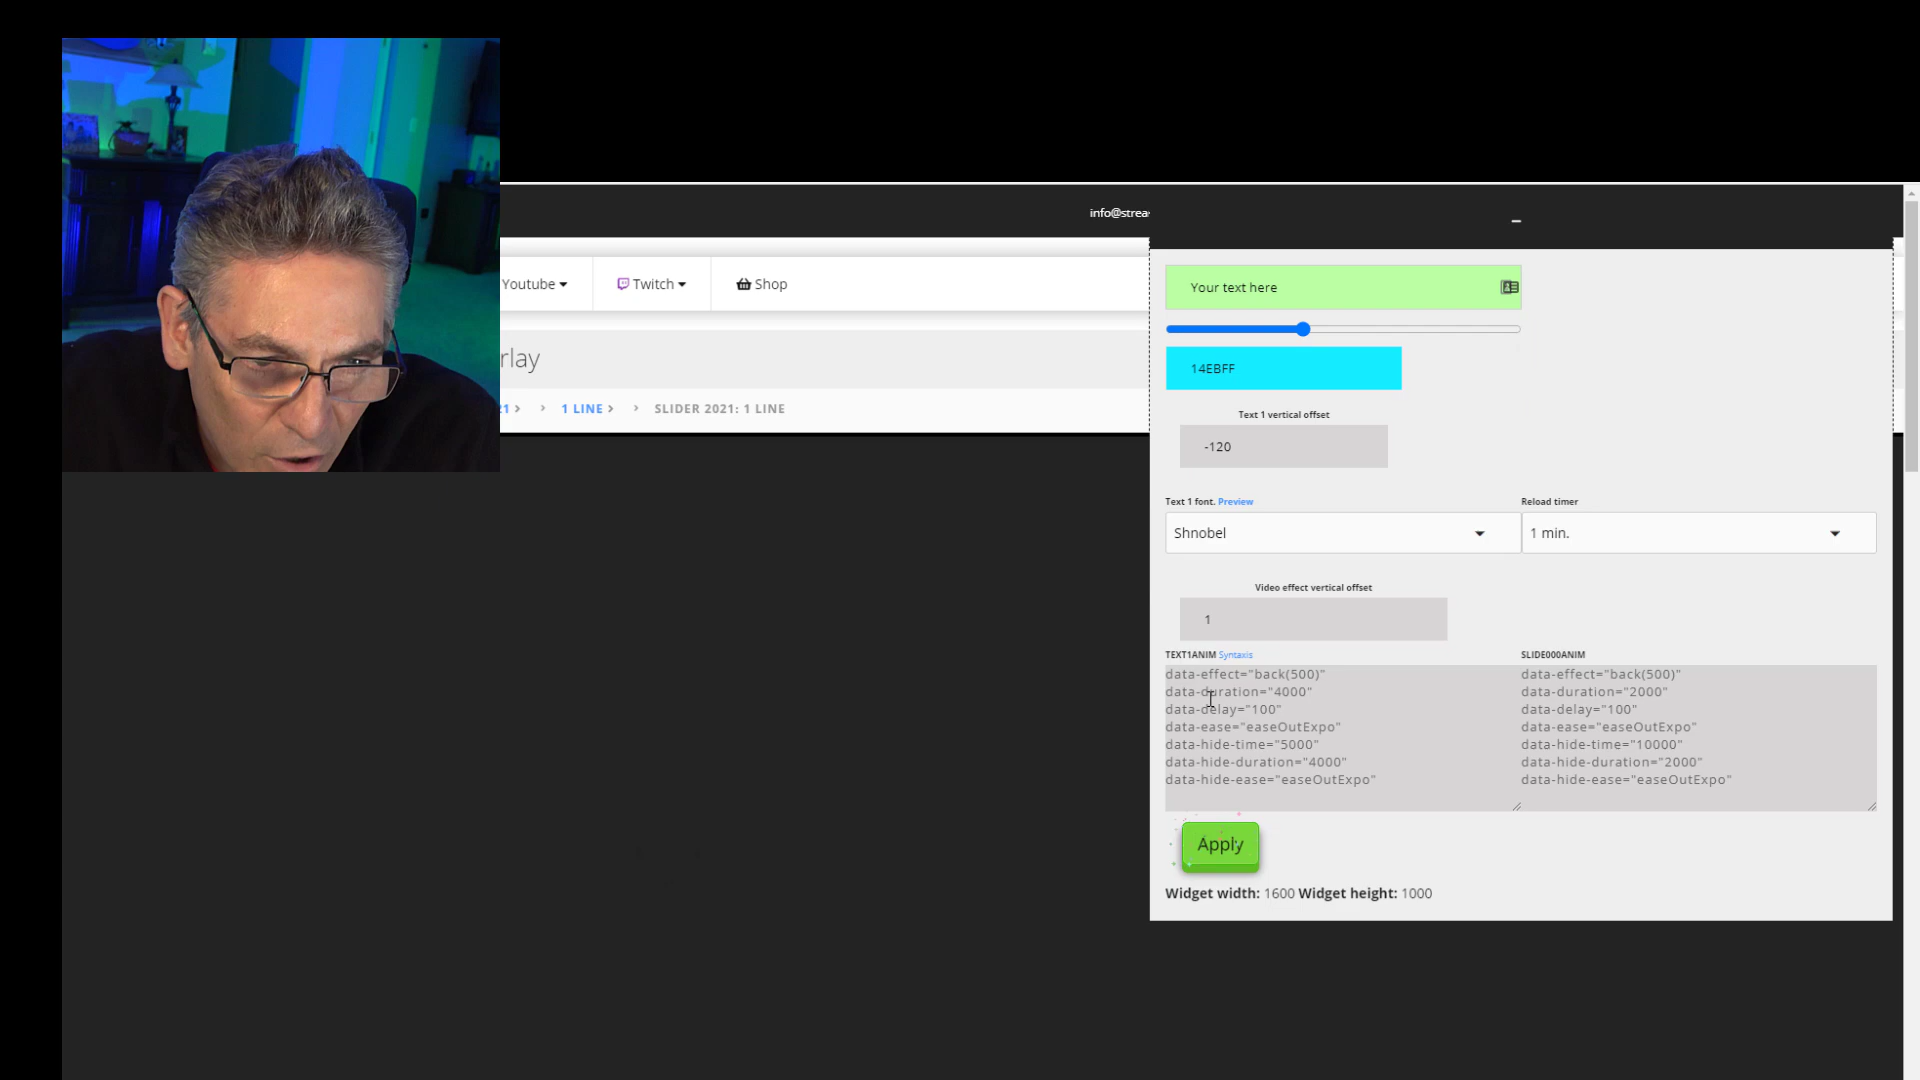 info@strea
Youtube
Twitch
Shop
rlay
1 LINE
SLIDER 2021: 1 LINE
Your text here
14EBFF
Text 1 vertical offset
-120
Text 1 font. Preview
Reload timer
Shnobel
1 min.
Video effect vertical offset
1
TEXT1ANIM Syntaxis
SLIDE000ANIM
data-effect="back(500)"
data-duration="4000"
data-delay="100"
data-ease="easeOutExpo"
data-hide-time="5000"
data-hide-duration="4000"
data-hide-ease="easeOutExpo"
data-effect="back(500)"
data-duration="2000"
data-delay="100"
data-ease="easeOutExpo"
data-hide-time="10000"
data-hide-duration="2000"
data-hide-ease="easeOutExpo"
Apply
Widget width: 1600 Widget height: 1000